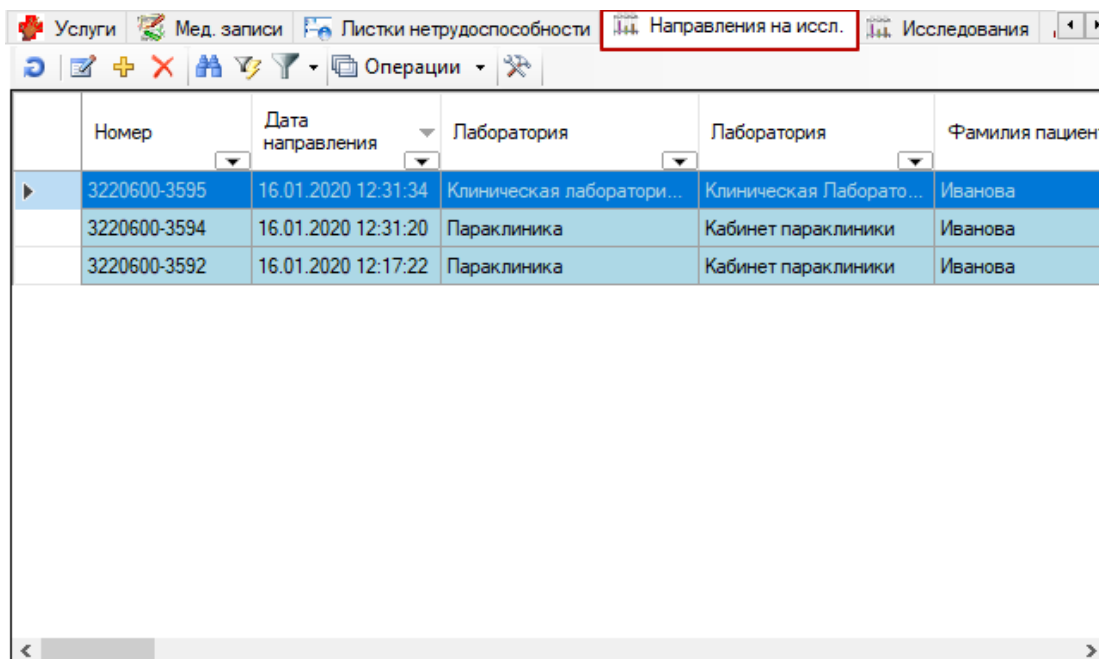 Услуги Мед. записи Листки нетрудоспособности Направления на иссл. Исследования
Операции
Номер Дата направления Лаборатория Лаборатория Фамилия пациен
3220600-3595 16.01.2020 12:31:34 Клиническая лаборатори... Клиническая Лаборато... Иванова
3220600-3594 16.01.2020 12:31:20 Параклиника Кабинет параклиники Иванова
3220600-3592 16.01.2020 12:17:22 Параклиника Кабинет параклиники Иванова